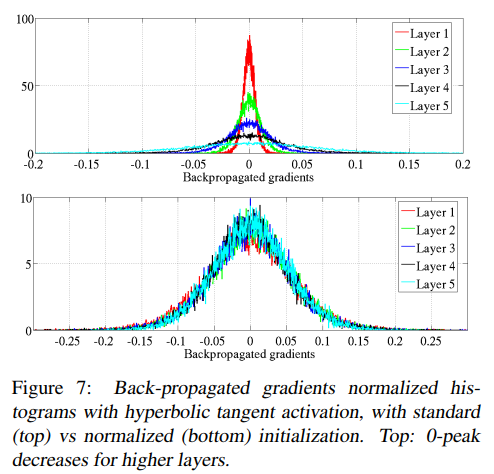 100
50
0
-0.2 -0.15 -0.1 -0.05 0 0.05 0.1 0.15 0.2
Backpropagated gradients
Layer 1
Layer 2
Layer 3
Layer 4
Layer 5
10
5
0
-0.25 -0.2 -0.15 -0.1 -0.05 0 0.05 0.1 0.15 0.2 0.25
Backpropagated gradients
Layer 1
Layer 2
Layer 3
Layer 4
Layer 5
Figure 7: Back-propagated gradients normalized his-
tograms with hyperbolic tangent activation, with standard
(top) vs normalized (bottom) initialization. Top: 0-peak
decreases for higher layers.